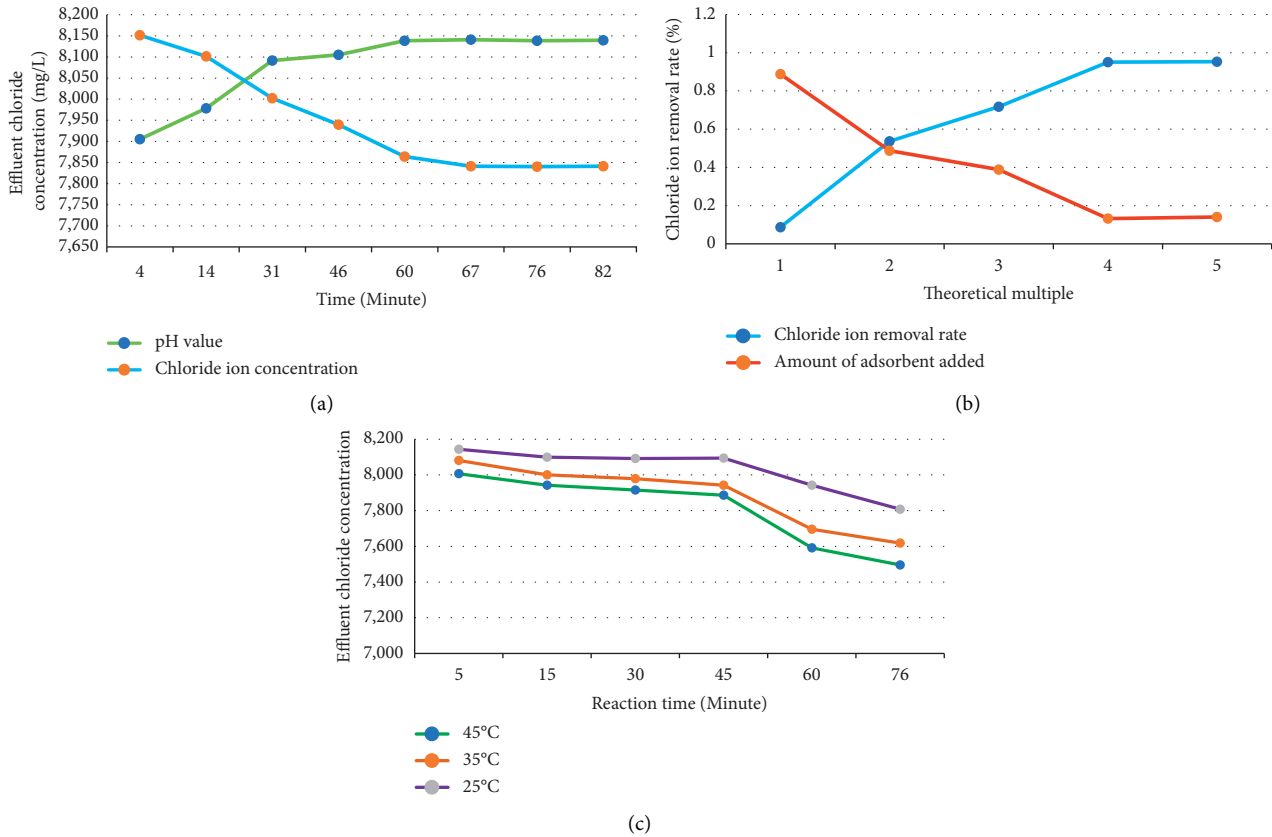 Effluent chloride
concentration (mg/L)
8,200
8,150
8,100
8,050
8,000
7,950
7,900
7,850
7,800
7,750
7,700
7,650
4 14 31 46 60 67 76 82
Time (Minute)
pH value
Chloride ion concentration
(a)
Chloride ion removal rate (%)
1.2
1
0.8
0.6
0.4
0.2
0
1 2 3 4 5
Theoretical multiple
Chloride ion removal rate
Amount of adsorbent added
(b)
Effluent chloride concentration
8,200
8,000
7,800
7,600
7,400
7,200
7,000
5 15 30 45 60 76
Reaction time (Minute)
45°C
35°C
25°C
(c)